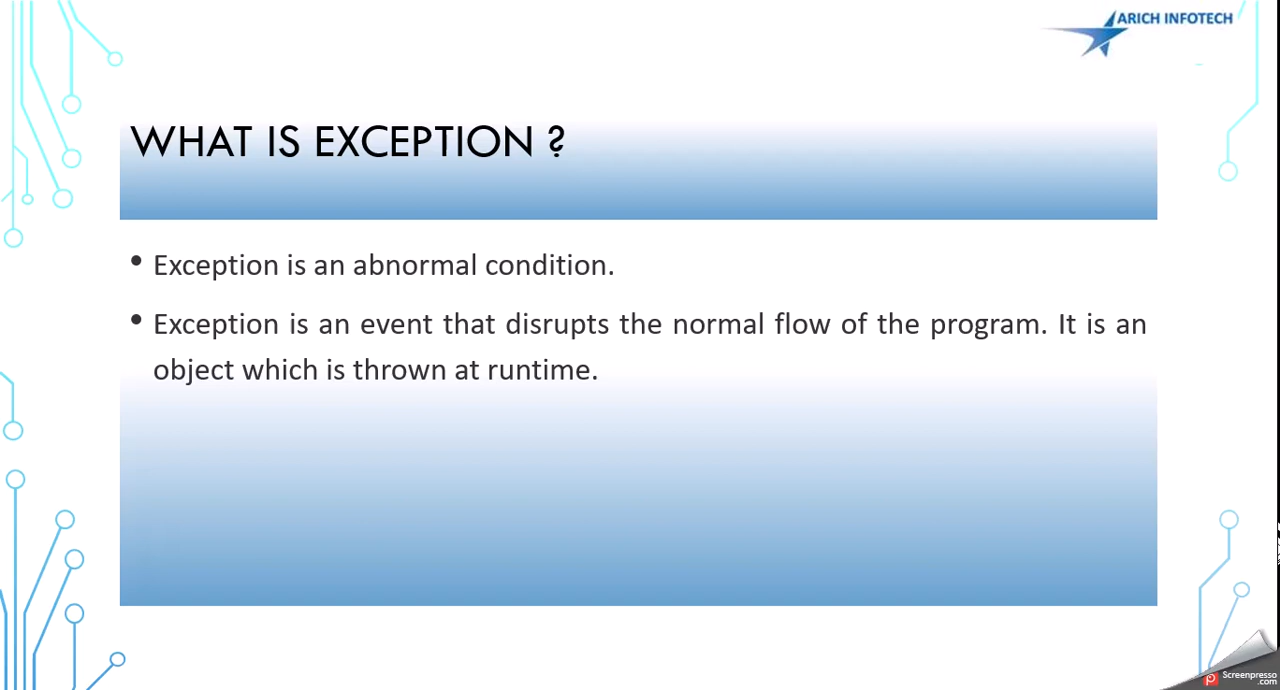 ARICH INFOTECH
WHAT IS EXCEPTION ?
• Exception is an abnormal condition.
• Exception is an event that disrupts the normal flow of the program. It is an
object which is thrown at runtime.
Screenpresso
.com